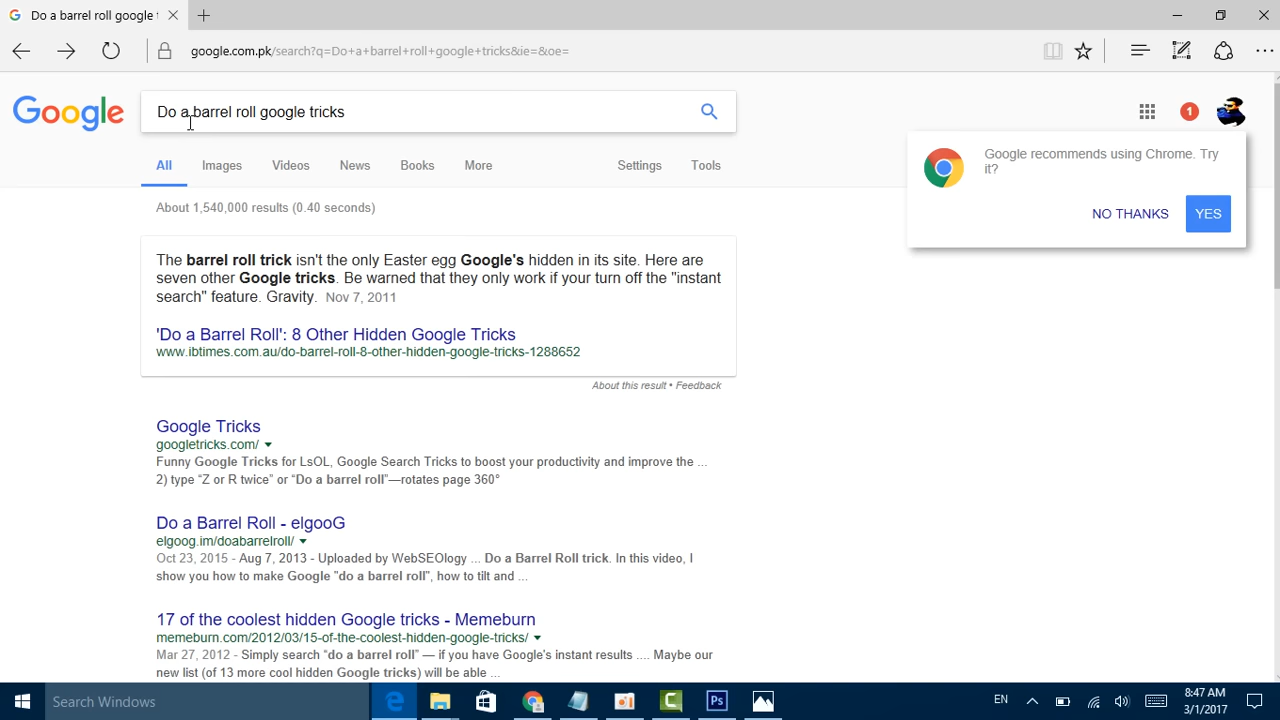 Do a barrel roll google t
google.com.pk/search?q=Do+a+barrel+roll+google+tricks&ie=&oe=
Google
Do a barrel roll google tricks
1
Google recommends using Chrome. Try
it?
NO THANKS
YES
All
Images
Videos
News
Books
More
Settings
Tools
About 1,540,000 results (0.40 seconds)
The barrel roll trick isn't the only Easter egg Google's hidden in its site. Here are
seven other Google tricks. Be warned that they only work if your turn off the "instant
search" feature. Gravity. Nov 7, 2011
'Do a Barrel Roll': 8 Other Hidden Google Tricks
www.ibtimes.com.au/do-barrel-roll-8-other-hidden-google-tricks-1288652
About this result • Feedback
Google Tricks
googletricks.com/
Funny Google Tricks for LsOL, Google Search Tricks to boost your productivity and improve the ...
2) type “Z or R twice” or “Do a barrel roll”—rotates page 360°
Do a Barrel Roll - elgooG
elgoog.im/doabarrelroll/
Oct 23, 2015 - Aug 7, 2013 - Uploaded by WebSEOlogy ... Do a Barrel Roll trick. In this video, I
show you how to make Google "do a barrel roll", how to tilt and ...
17 of the coolest hidden Google tricks - Memeburn
memeburn.com/2012/03/15-of-the-coolest-hidden-google-tricks/
Mar 27, 2012 - Simply search “do a barrel roll” — if you have Google's instant results .... Maybe our
new list (of 13 more cool hidden Google tricks) will be able ...
Search Windows
Ps
EN
8:47 AM
3/1/2017